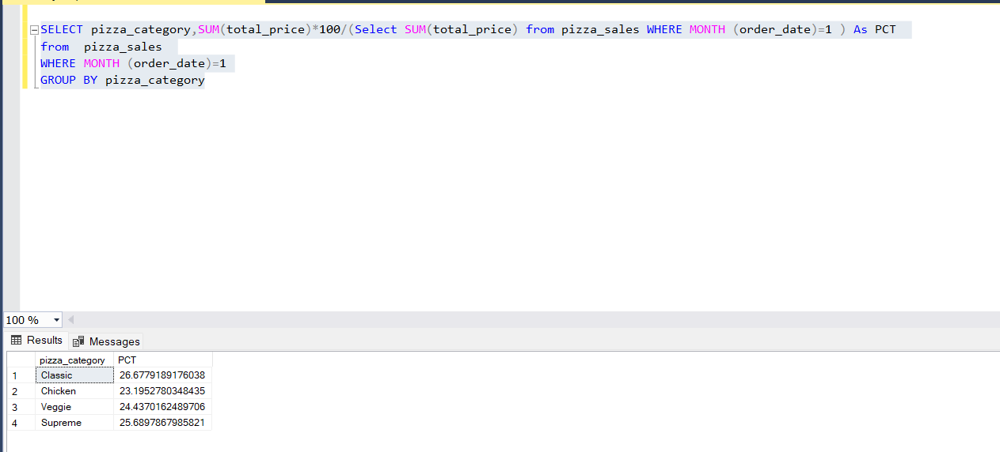 SELECT pizza_category,SUM(total_price)*100/(Select SUM(total_price) from pizza_sales WHERE MONTH (order_date)=1 ) As PCT
from  pizza_sales
WHERE MONTH (order_date)=1
GROUP BY pizza_category
100 %
Results Messages
pizza_category PCT
1 Classic 26.6779189176038
2 Chicken 23.1952780348435
3 Veggie 24.4370162489706
4 Supreme 25.6897867985821